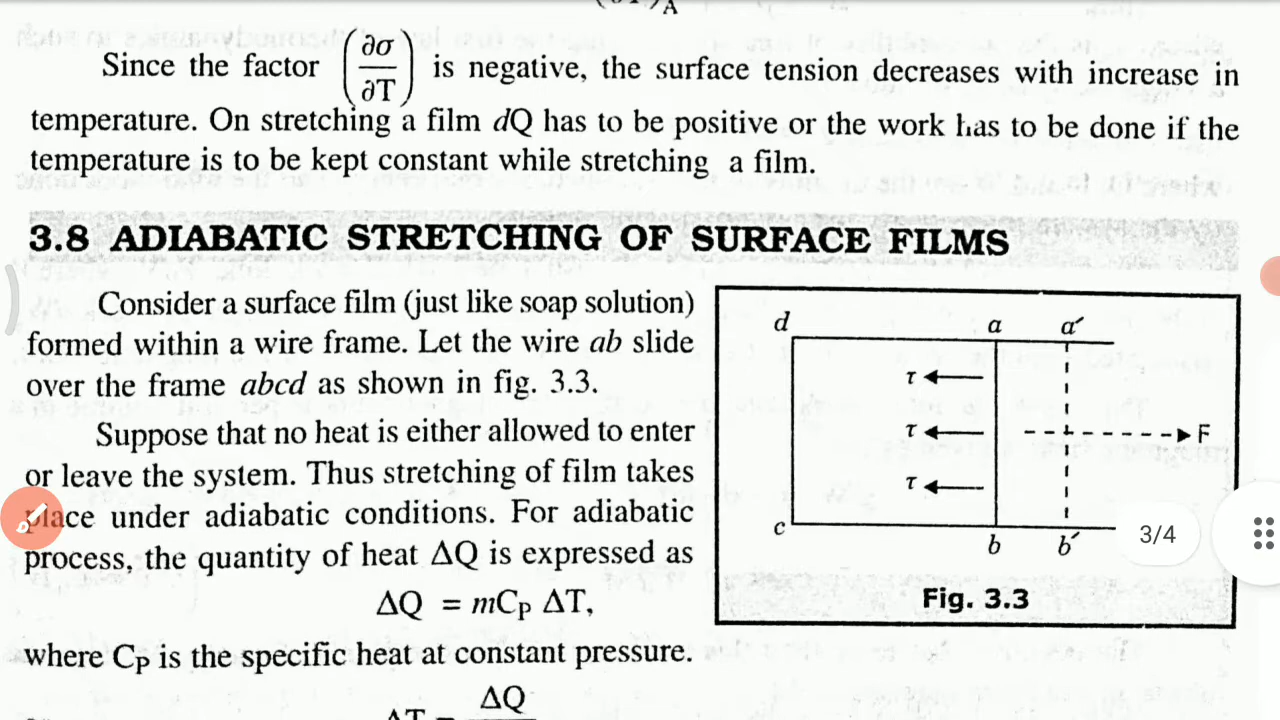 A
Since the factor (∂σ/∂T) is negative, the surface tension decreases with increase in
temperature. On stretching a film dQ has to be positive or the work has to be done if the
temperature is to be kept constant while stretching a film.
3.8 ADIABATIC STRETCHING OF SURFACE FILMS
Consider a surface film (just like soap solution)
formed within a wire frame. Let the wire ab slide
over the frame abcd as shown in fig. 3.3.
Suppose that no heat is either allowed to enter
or leave the system. Thus stretching of film takes
place under adiabatic conditions. For adiabatic
process, the quantity of heat ΔQ is expressed as
ΔQ = mCp ΔT,
where Cp is the specific heat at constant pressure.
ΔT = ΔQ
d a a′
τ
τ F
τ
c b b′
Fig. 3.3
3/4